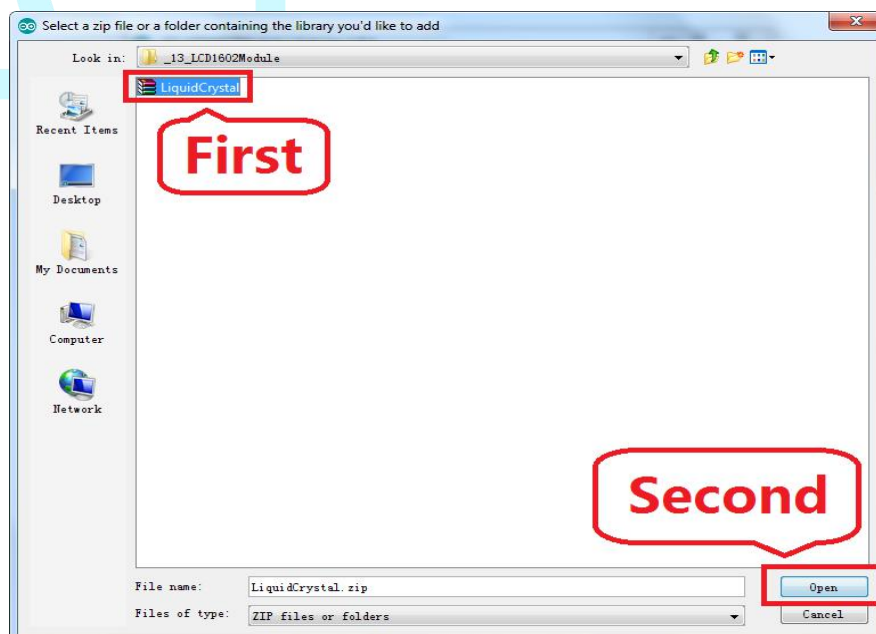 Select a zip file or a folder containing the library you'd like to add
Look in: _13_LCD1602Module
LiquidCrystal
First
Recent Items
Desktop
My Documents
Computer
Network
Second
File name: LiquidCrystal.zip Open
Files of type: ZIP files or folders Cancel